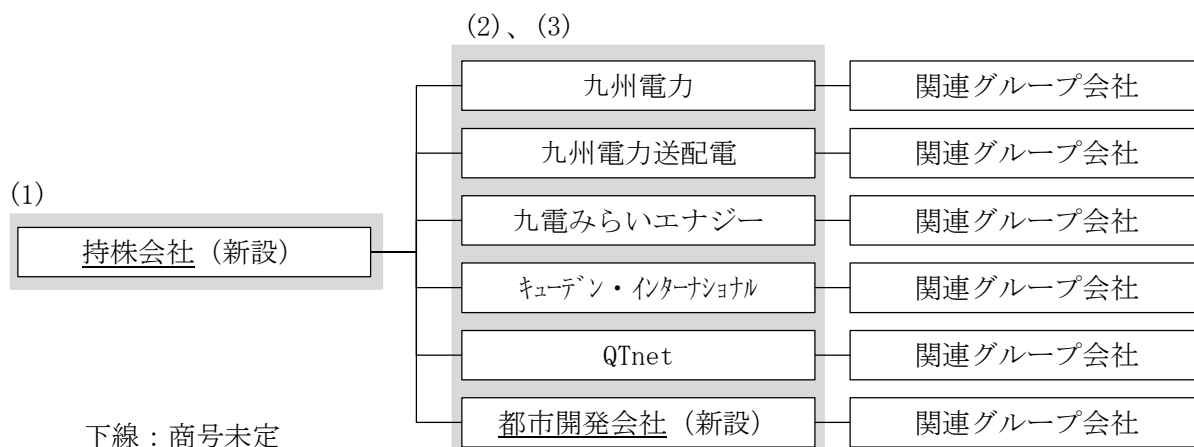 (2)、(3)
九州電力
関連グループ会社
九州電力送配電
関連グループ会社
(1)
九電みらいエナジー
関連グループ会社
持株会社（新設）
ｷｭｰﾃﾞﾝ・ｲﾝﾀｰﾅｼｮﾅﾙ
関連グループ会社
QTnet
関連グループ会社
都市開発会社（新設）
関連グループ会社
下線：商号未定